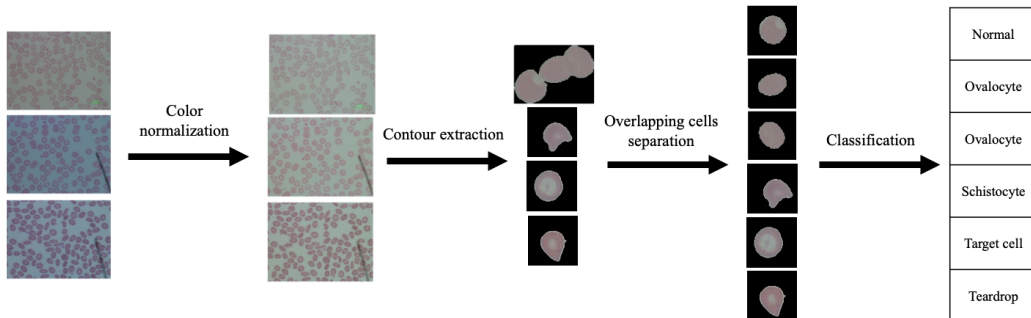 Color
normalization
Contour extraction
Overlapping cells
separation
Classification
Normal
Ovalocyte
Ovalocyte
Schistocyte
Target cell
Teardrop